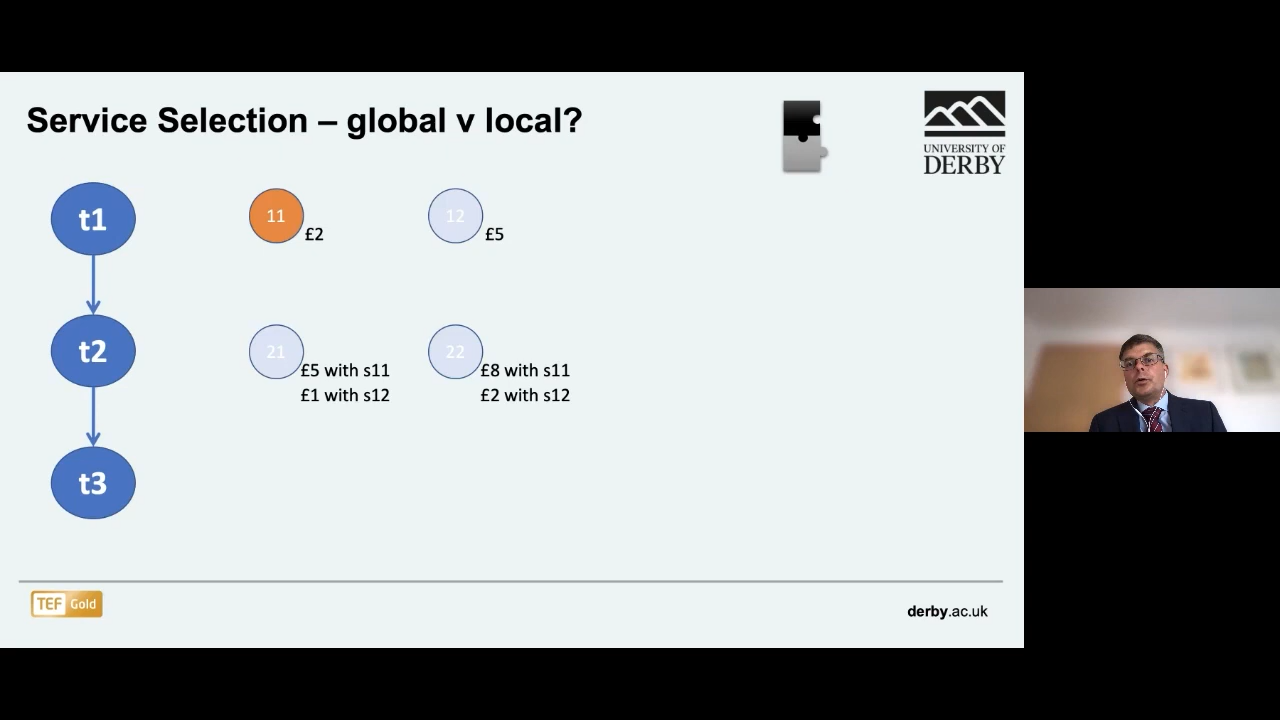 Service Selection – global v local?
UNIVERSITY OF
DERBY
t1
11
£2
12
£5
t2
21
£5 with s11
£1 with s12
22
£8 with s11
£2 with s12
t3
TEF Gold
derby.ac.uk